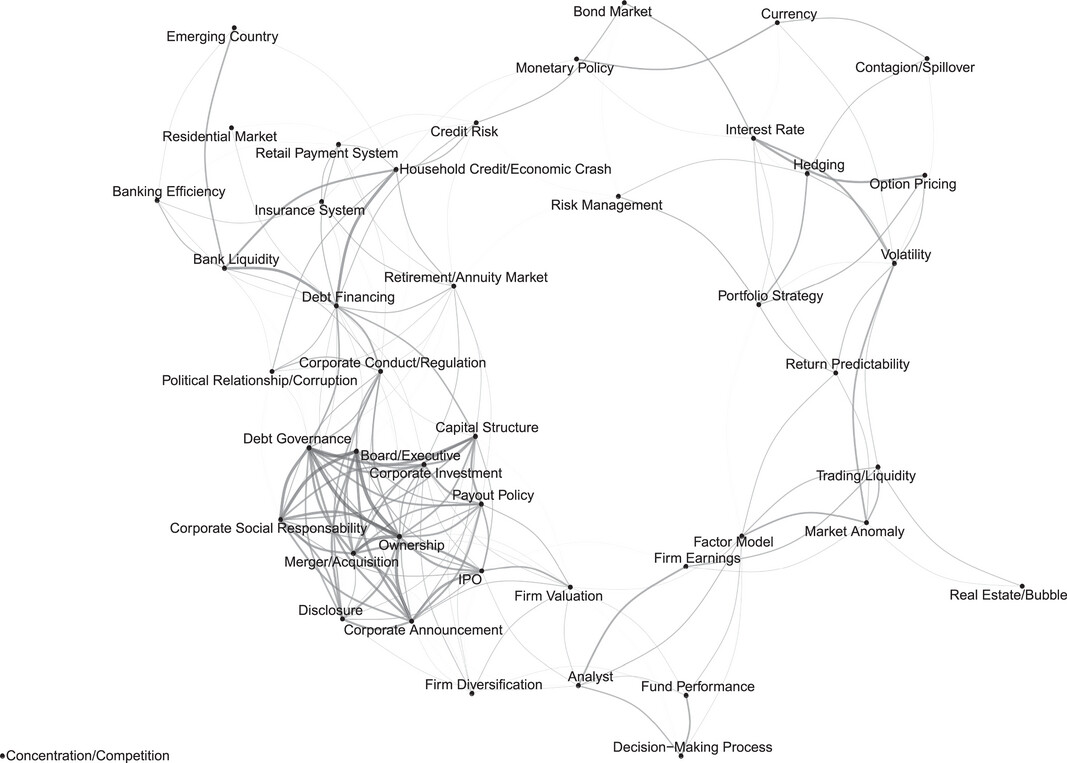 Bond Market
Currency
Emerging Country
Monetary Policy
Contagion/Spillover
Credit Risk
Interest Rate
Residential Market
Retail Payment System
Household Credit/Economic Crash
Hedging
Option Pricing
Banking Efficiency
Insurance System
Risk Management
Bank Liquidity
Volatility
Retirement/Annuity Market
Debt Financing
Portfolio Strategy
Corporate Conduct/Regulation
Return Predictability
Political Relationship/Corruption
Capital Structure
Debt Governance
Board/Executive
Corporate Investment
Trading/Liquidity
Payout Policy
Corporate Social Responsability
Market Anomaly
Factor Model
Ownership
Firm Earnings
Merger/Acquisition
IPO
Firm Valuation
Real Estate/Bubble
Disclosure
Corporate Announcement
Analyst
Firm Diversification
Fund Performance
Decision−Making Process
Concentration/Competition